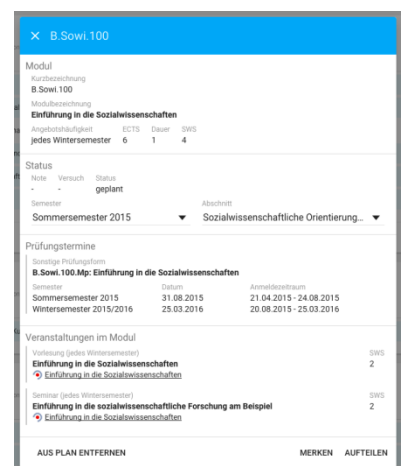 × B.Sowi.100
Modul
Kurzbezeichnung
B.Sowi.100
Modulbezeichnung
Einführung in die Sozialwissenschaften
Angebotshäufigkeit ECTS Dauer SWS
jedes Wintersemester 6 1 4
Status
Note Versuch Status
- - geplant
Semester Abschnitt
Sommersemester 2015 Sozialwissenschaftliche Orientierung...
Prüfungstermine
Sonstige Prüfungsform
B.Sowi.100.Mp: Einführung in die Sozialwissenschaften
Semester Datum Anmeldezeitraum
Sommersemester 2015 31.08.2015 21.04.2015 - 24.08.2015
Wintersemester 2015/2016 25.03.2016 20.08.2015 - 25.03.2016
Veranstaltungen im Modul
Vorlesung (jedes Wintersemester) SWS
Einführung in die Sozialwissenschaften 2
Einführung in die Sozialswissenschaften
Seminar (jedes Wintersemester) SWS
Einführung in die sozialwissenschaftliche Forschung am Beispiel 2
Einführung in die Sozialswissenschaften
AUS PLAN ENTFERNEN MERKEN AUFTEILEN